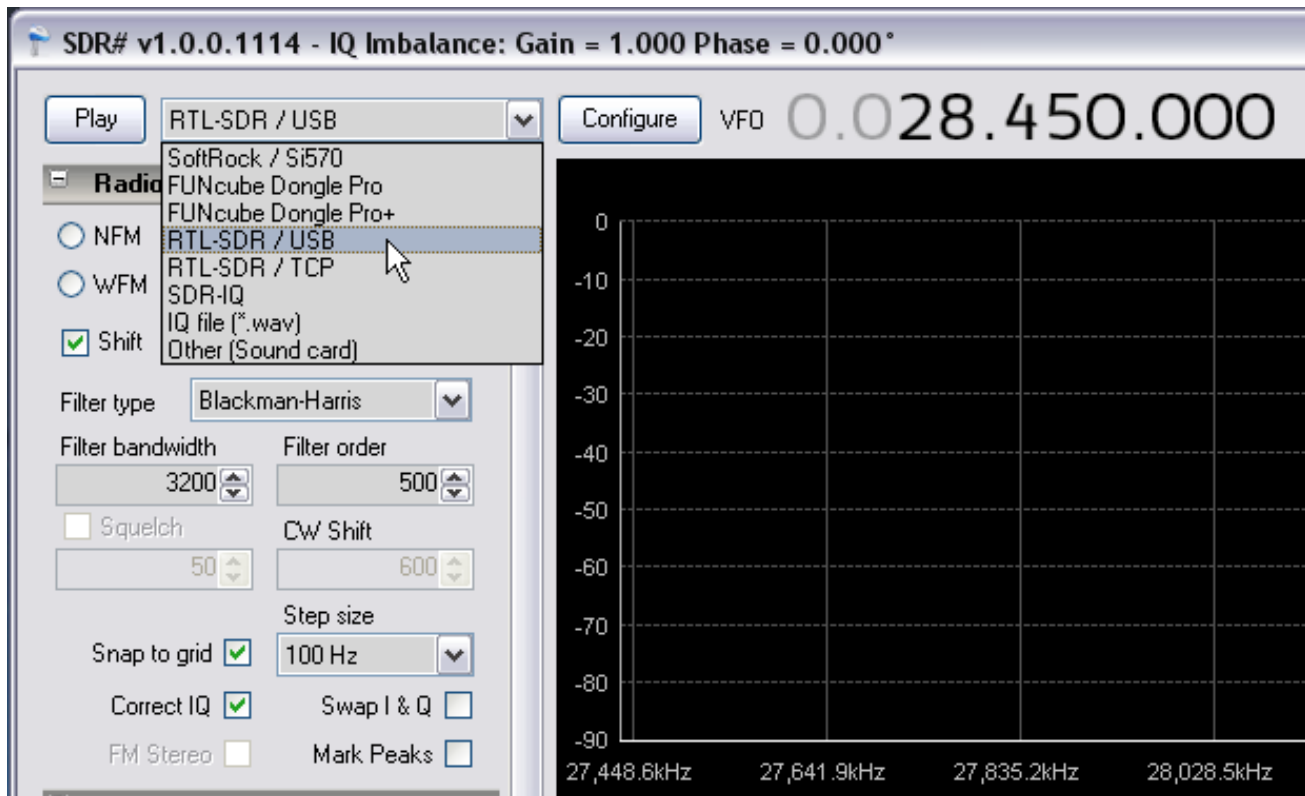 SDR# v1.0.0.1114 - IQ Imbalance: Gain = 1.000 Phase = 0.000°
Play RTL-SDR / USB Configure VFO 0.028.450.000
SoftRock / Si570
FUNcube Dongle Pro
FUNcube Dongle Pro+
RTL-SDR / USB
RTL-SDR / TCP
SDR-IQ
IQ file (*.wav)
Other (Sound card)
Radio
NFM
WFM
Shift
Filter type Blackman-Harris
Filter bandwidth Filter order
3200 500
Squelch CW Shift
50 600
Step size
Snap to grid 100 Hz
Correct IQ Swap I & Q
FM Stereo Mark Peaks
0
-10
-20
-30
-40
-50
-60
-70
-80
-90
27,448.6kHz 27,641.9kHz 27,835.2kHz 28,028.5kHz